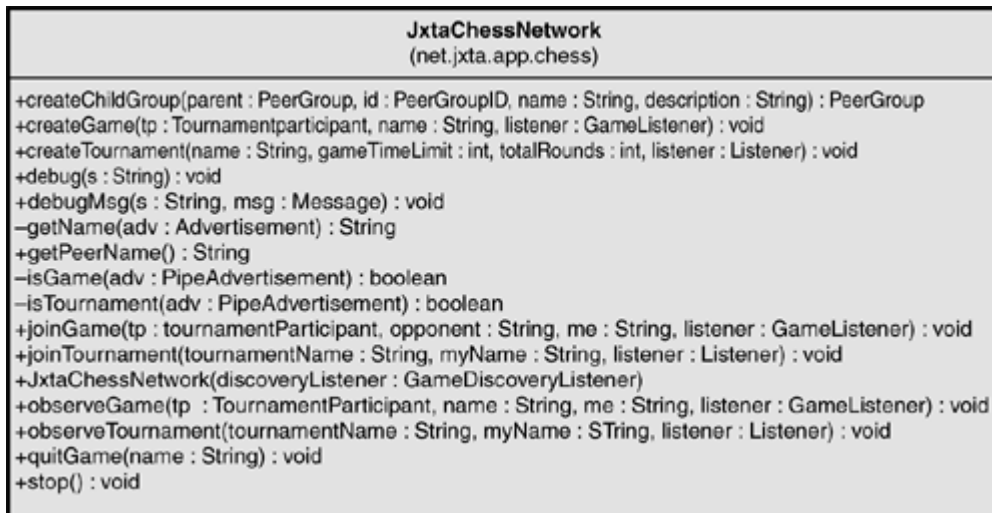 JxtaChessNetwork
(net.jxta.app.chess)
+createChildGroup(parent : PeerGroup, id : PeerGroupID, name : String, description : String) : PeerGroup
+createGame(tp : Tournamentparticipant, name : String, listener : GameListener) : void
+createTournament(name : String, gameTimeLimit : int, totalRounds : int, listener : Listener) : void
+debug(s : String) : void
+debugMsg(s : String, msg : Message) : void
–getName(adv : Advertisement) : String
+getPeerName() : String
–isGame(adv : PipeAdvertisement) : boolean
–isTournament(adv : PipeAdvertisement) : boolean
+joinGame(tp : tournamentParticipant, opponent : String, me : String, listener : GameListener) : void
+joinTournament(tournamentName : String, myName : String, listener : Listener) : void
+JxtaChessNetwork(discoveryListener : GameDiscoveryListener)
+observeGame(tp : TournamentParticipant, name : String, me : String, listener : GameListener) : void
+observeTournament(tournamentName : String, myName : STring, listener : Listener) : void
+quitGame(name : String) : void
+stop() : void